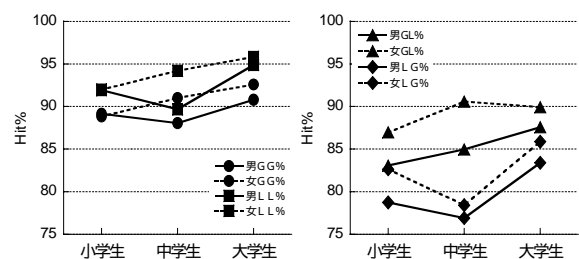 100
95
90
85
80
75
Hit%
小学生 中学生 大学生
男GG%
女GG%
男LL%
女LL%
100
95
90
85
80
75
Hit%
小学生 中学生 大学生
男GL%
女GL%
男LG%
女LG%